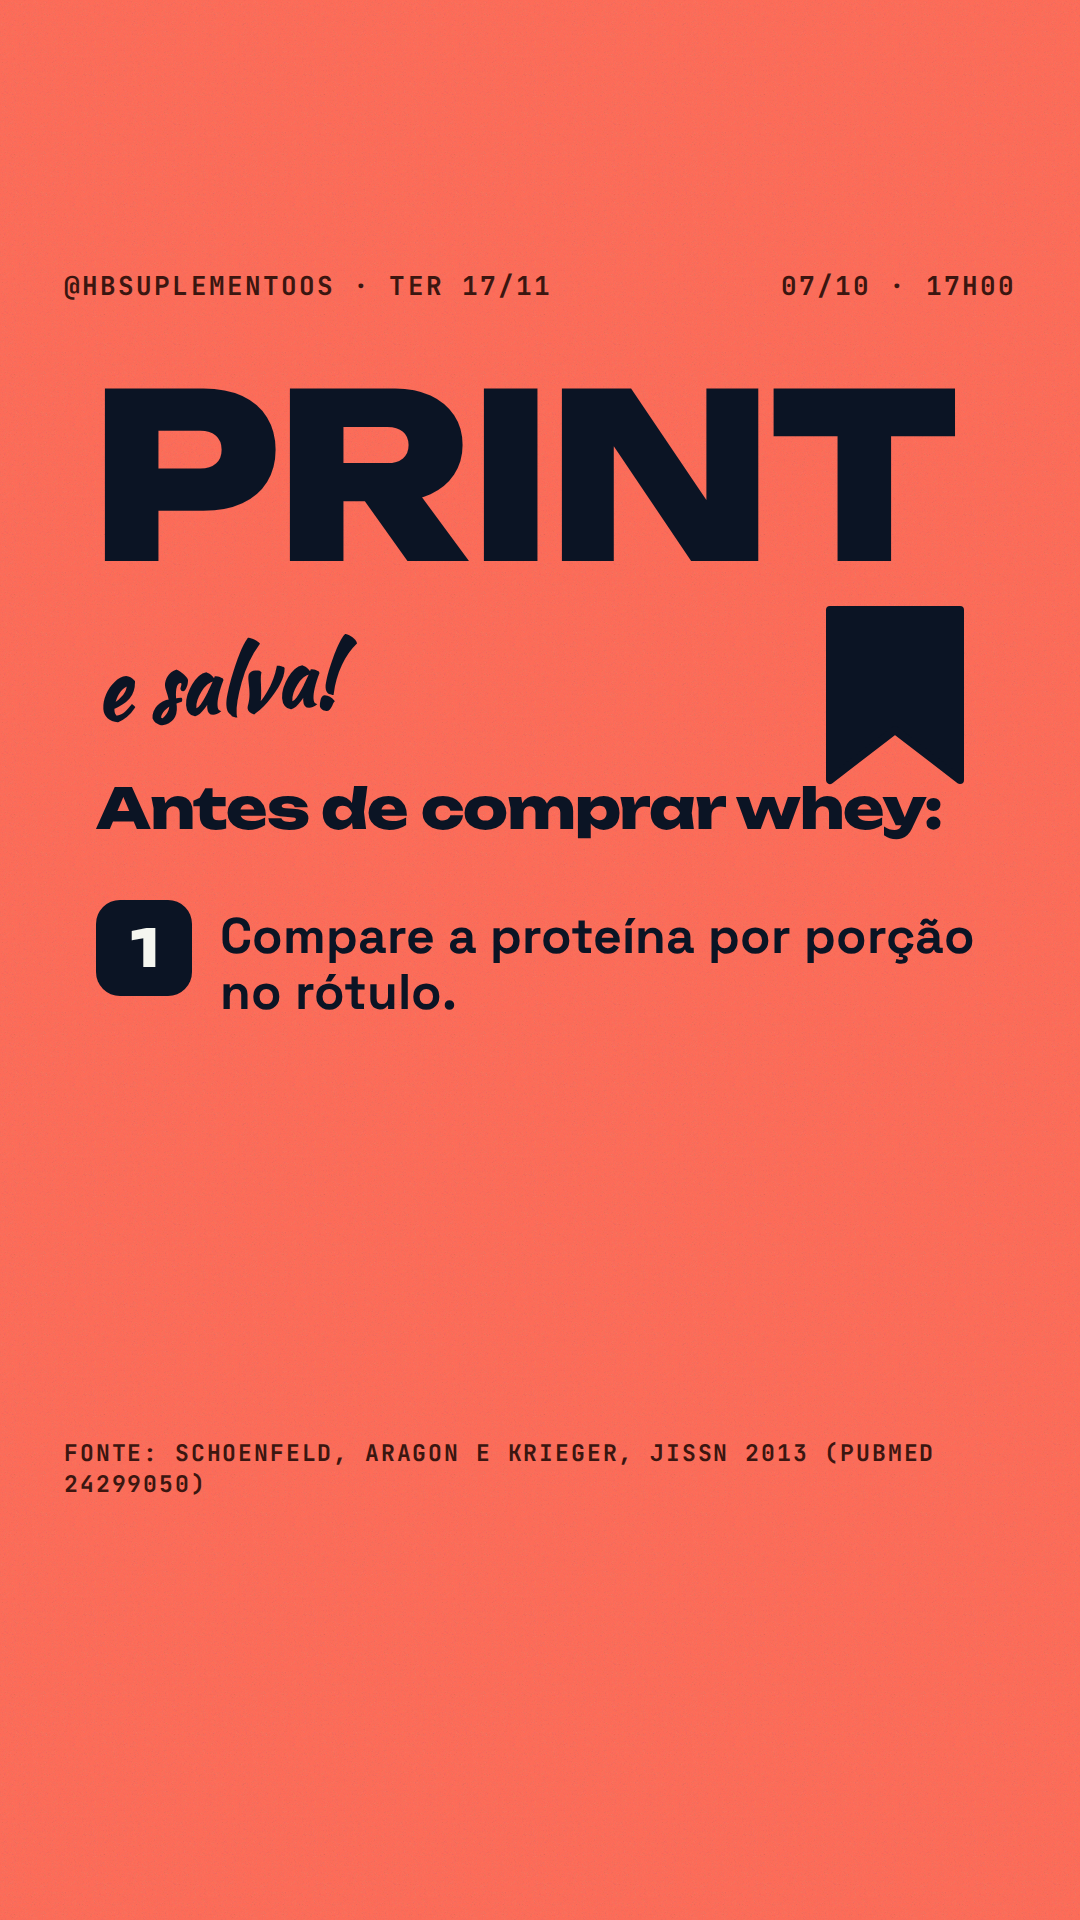 @HBSUPLEMENTOOS · TER 17/11
07/10 · 17H00
PRINT
e salva!
Antes de comprar whey:
1
Compare a proteína por porção
no rótulo.
FONTE: SCHOENFELD, ARAGON E KRIEGER, JISSN 2013 (PUBMED
24299050)